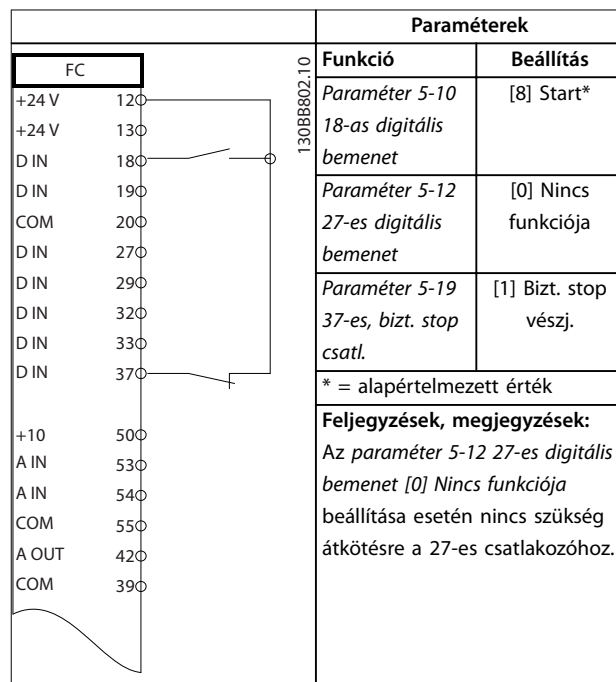 FC
+24 V 12
+24 V 13
D IN 18
D IN 19
COM 20
D IN 27
D IN 29
D IN 32
D IN 33
D IN 37
+10 50
A IN 53
A IN 54
COM 55
A OUT 42
COM 39
130BB802.10
Paraméterek
Funkció Beállítás
Paraméter 5-10 [8] Start*
18-as digitális
bemenet
Paraméter 5-12 [0] Nincs
27-es digitális funkciója
bemenet
Paraméter 5-19 [1] Bizt. stop
37-es, bizt. stop vészj.
csatl.
* = alapértelmezett érték
Feljegyzések, megjegyzések:
Az paraméter 5-12 27-es digitális
bemenet [0] Nincs funkciója
beállítása esetén nincs szükség
átkötésre a 27-es csatlakozóhoz.